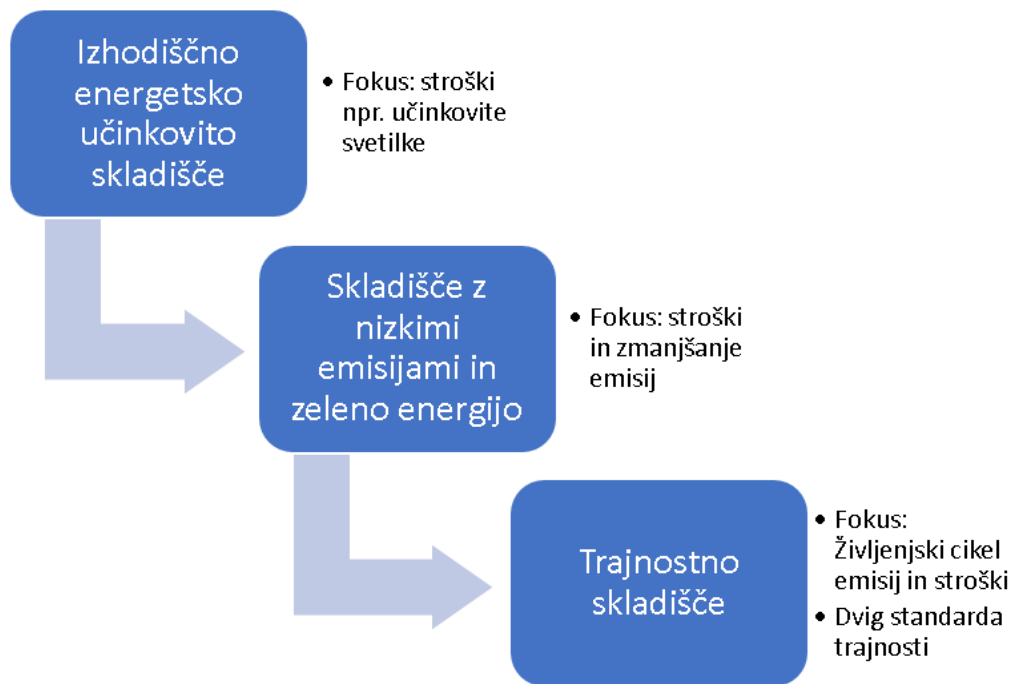 Izhodiščno
energetsko
učinkovito
skladišče
• Fokus: stroški
npr. učinkovite
svetilke
Skladišče z
nizkimi
emisijami in
zeleno energijo
• Fokus: stroški
in zmanjšanje
emisij
Trajnostno
skladišče
• Fokus:
Življenjski cikel
emisij in stroški
• Dvig standarda
trajnosti